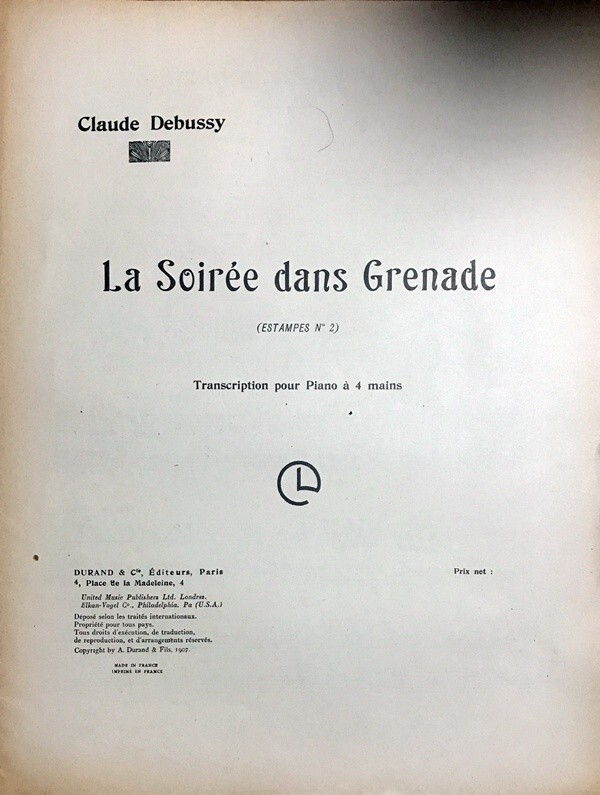 Claude Debussy
La Soirée dans Grenade
(ESTAMPES N° 2)
Transcription pour Piano à 4 mains
DURAND & Cie, Éditeurs, Paris
4, Place de la Madeleine, 4
Prix net :
United Music Publishers Ltd. Londres.
Elkan-Vogel Co., Philadelphia, Pa (U.S.A.)
Déposé selon les traités internationaux.
Propriété pour tous pays.
Tous droits d'exécution, de traduction,
de reproduction, et d'arrangements réservés.
Copyright by A. Durand & Fils, 1907.
MADE IN FRANCE
IMPRIMÉ EN FRANCE